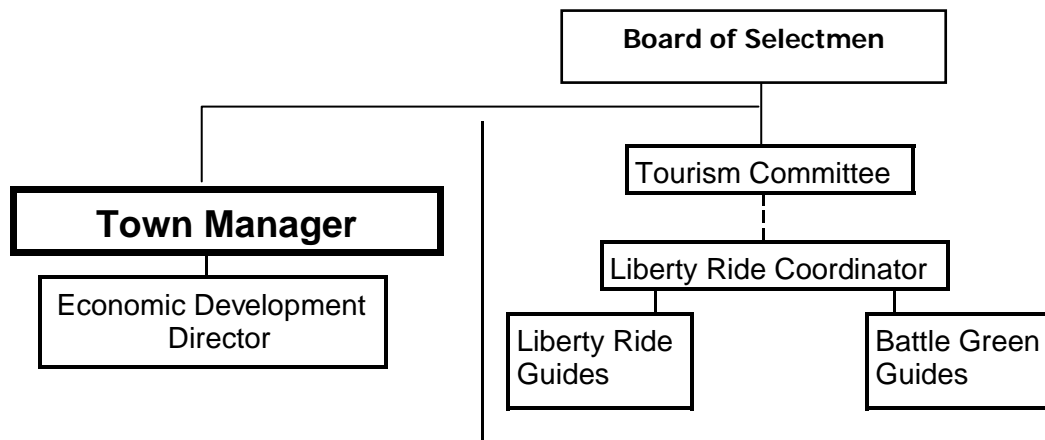 Board of Selectmen
Tourism Committee
Town Manager
Liberty Ride Coordinator
Economic Development
Director
Liberty Ride
Guides
Battle Green
Guides